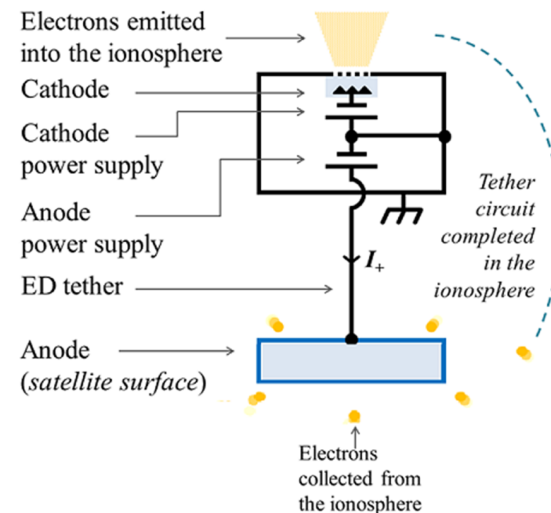 Electrons emitted
into the ionosphere
Cathode
Cathode
power supply
Anode
power supply
ED tether
Anode
(satellite surface)
I+
Tether
circuit
completed
in the
ionosphere
Electrons
collected from
the ionosphere